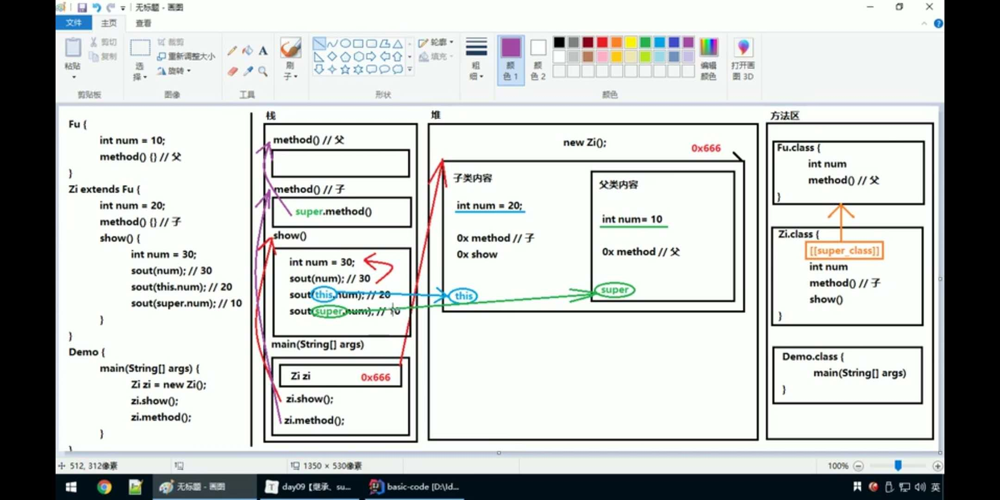 无标题 - 画图
文件 主页 查看
粘贴
剪切
复制
剪贴板
选择
裁剪
重新调整大小
旋转
图像
A
工具
刷子
轮廓
填充
形状
粗细
颜色 1
颜色 2
颜色
编辑颜色
打开画图 3D
Fu {
int num = 10;
method() {} // 父
}
Zi extends Fu {
int num = 20;
method() {} // 子
show() {
int num = 30;
sout(num); // 30
sout(this.num); // 20
sout(super.num); // 10
}
}
Demo {
main(String[] args) {
Zi zi = new Zi();
zi.show();
zi.method();
}
}
栈
method() // 父
method() // 子
super.method()
show()
int num = 30;
sout(num); // 30
sout(this.num); // 20
sout(super.num); // 10
main(String[] args)
Zi zi 0x666
zi.show();
zi.method();
堆
new Zi();
0x666
子类内容
int num = 20;
0x method // 子
0x show
this
父类内容
int num= 10
0x method // 父
super
方法区
Fu.class {
int num
method() // 父
}
Zi.class {
[[super_class]]
int num
method() // 子
show()
}
Demo.class {
main(String[] args)
}
512, 312像素
1350 × 530像素
100%
无标题 - 画图
T
day09【继承、su...
basic-code [D:\Id...
英